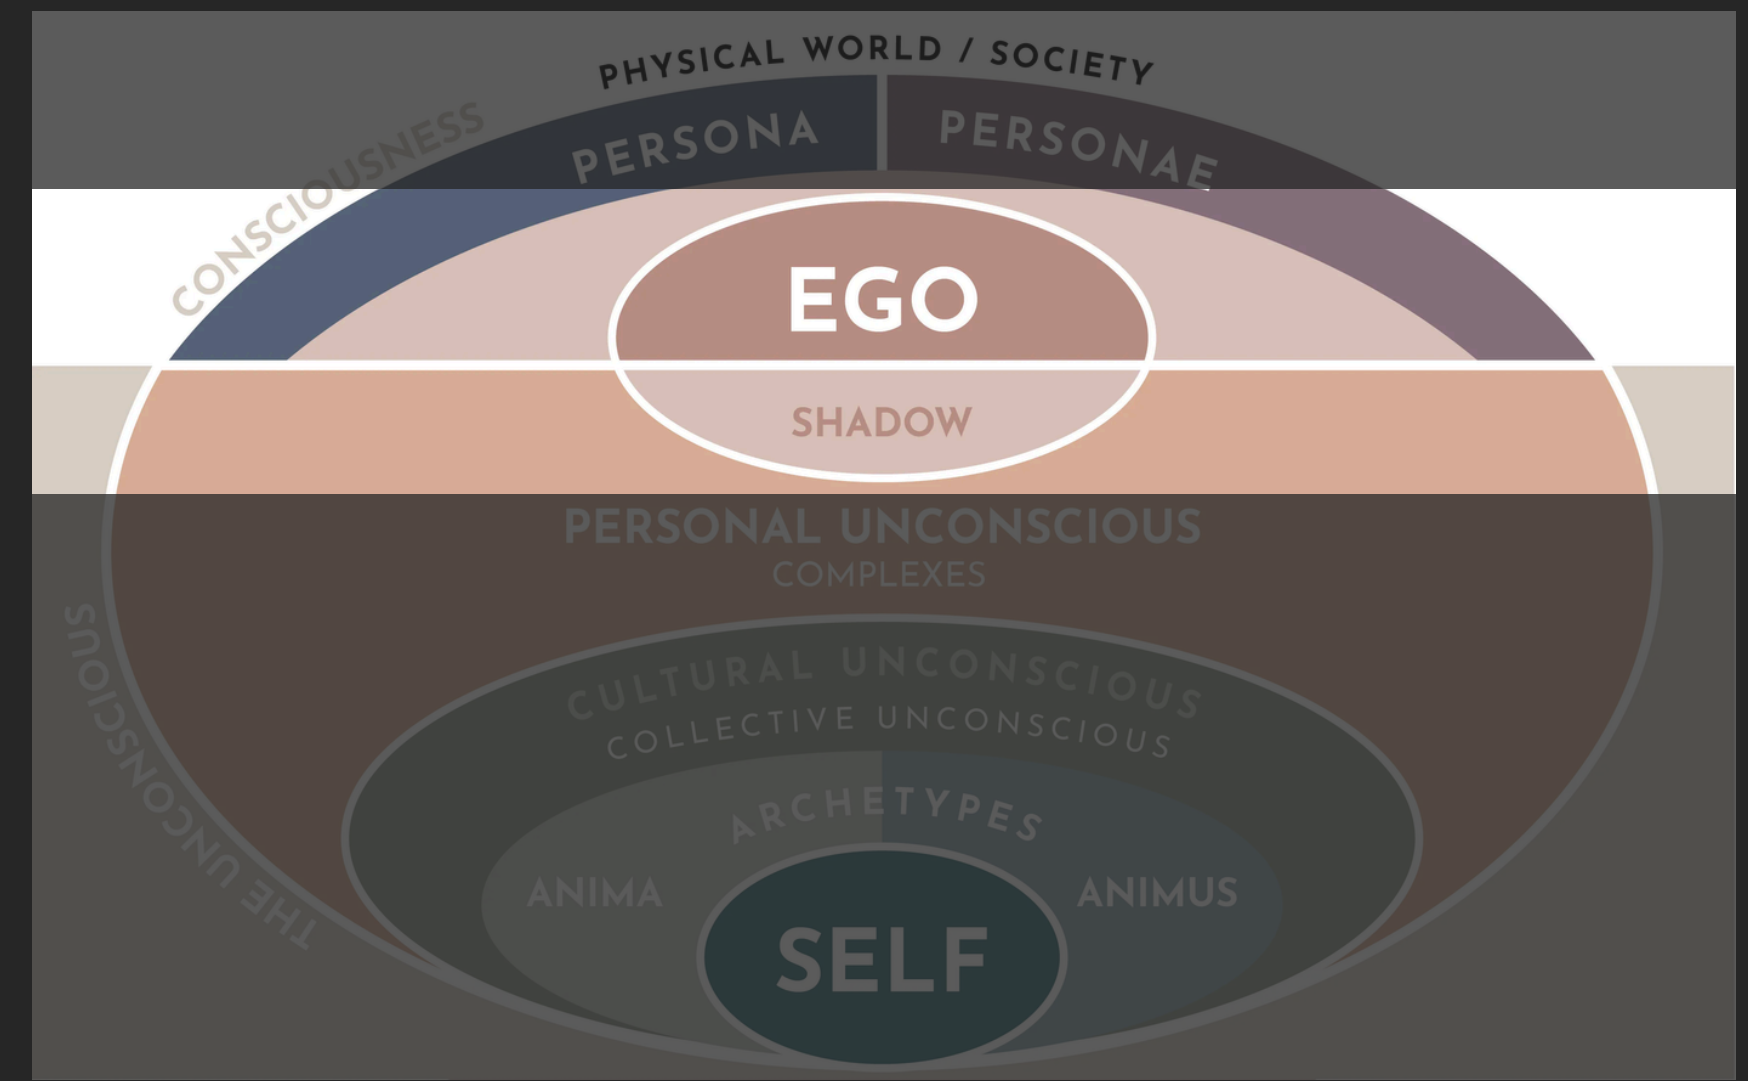 PHYSICAL WORLD / SOCIETY
CONSCIOUSNESS
PERSONA
PERSONAE
EGO
SHADOW
PERSONAL UNCONSCIOUS
COMPLEXES
CULTURAL UNCONSCIOUS
COLLECTIVE UNCONSCIOUS
ARCHETYPES
ANIMA
ANIMUS
SELF
THE UNCONSCIOUS